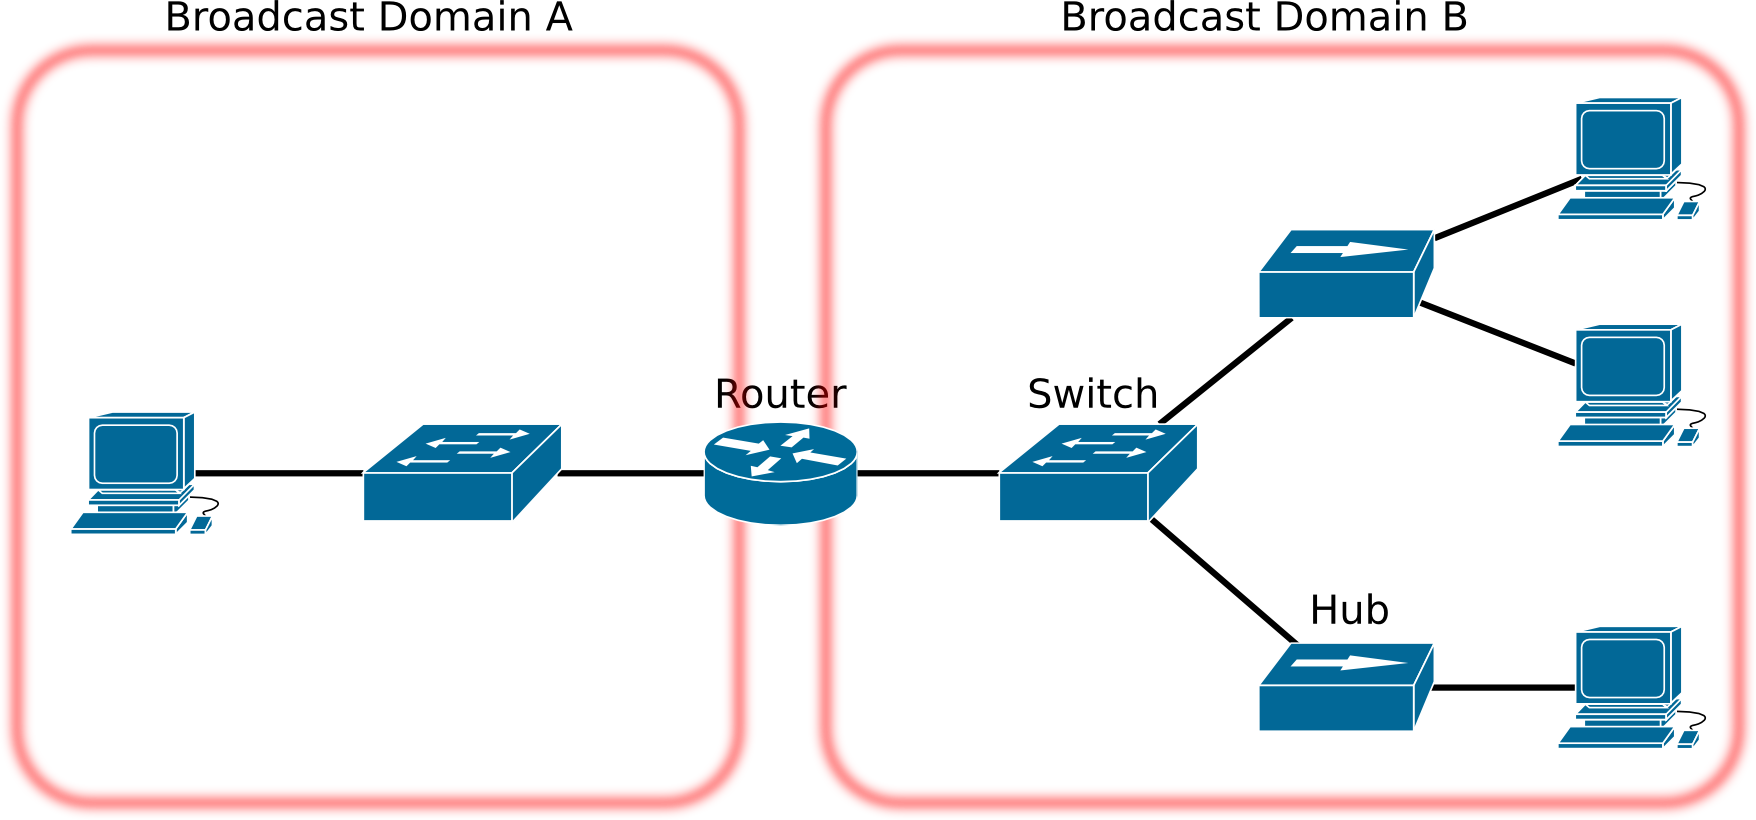 Broadcast Domain A
Broadcast Domain B
Router
Switch
Hub